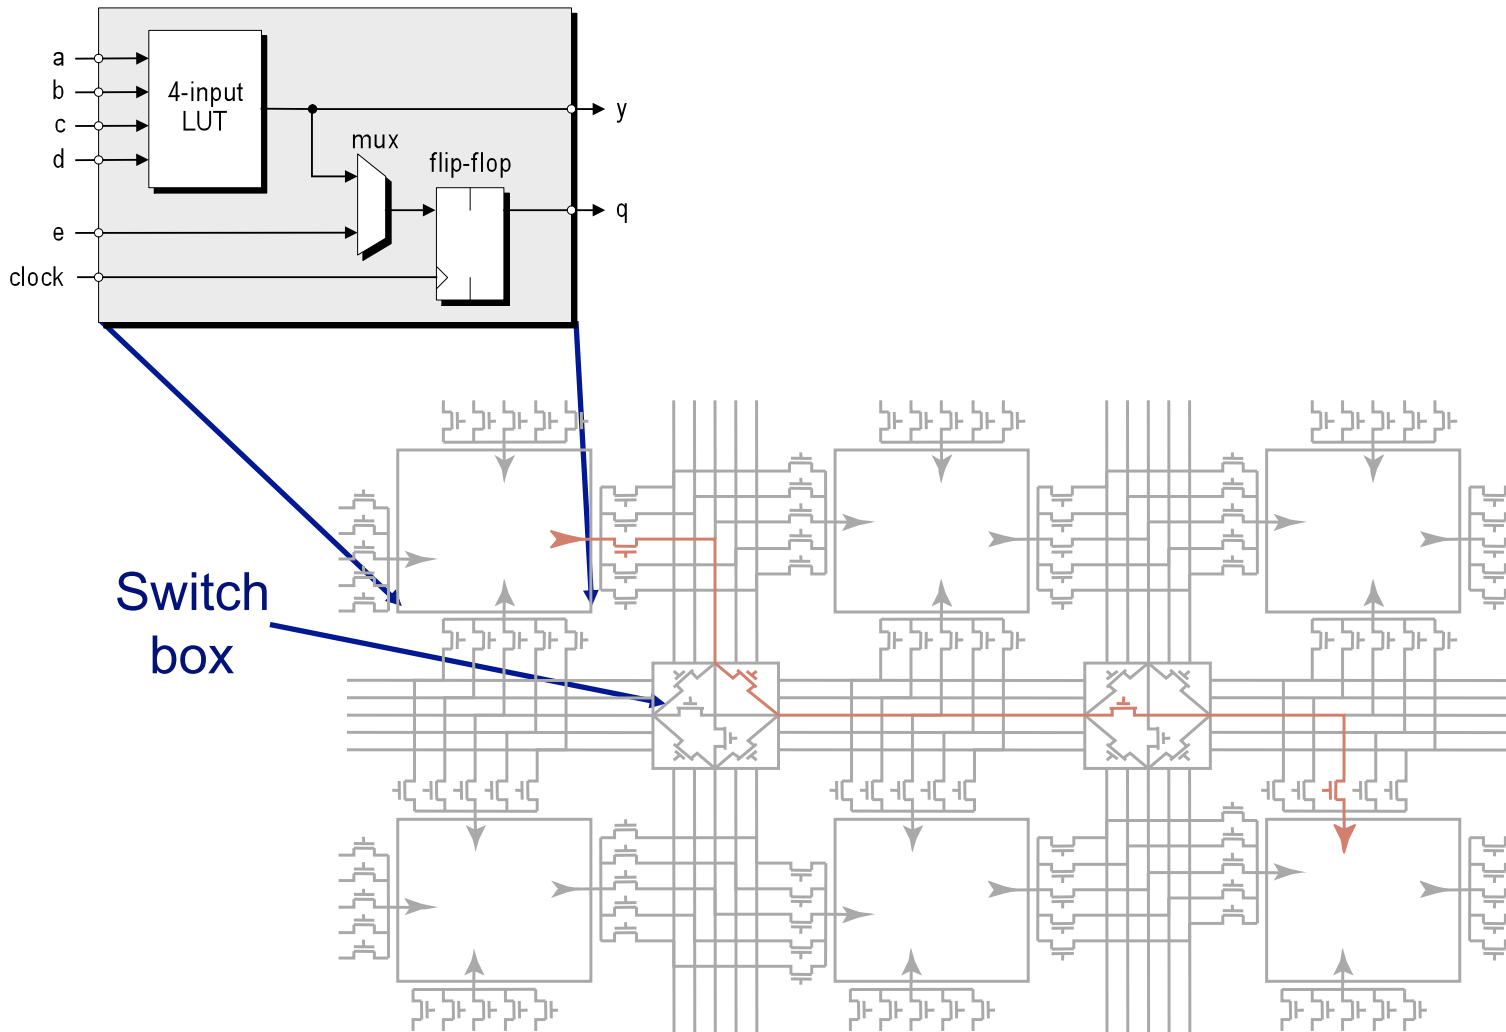 a
b
c
d
e
clock
4-input
LUT
mux
flip-flop
y
q
Switch
box